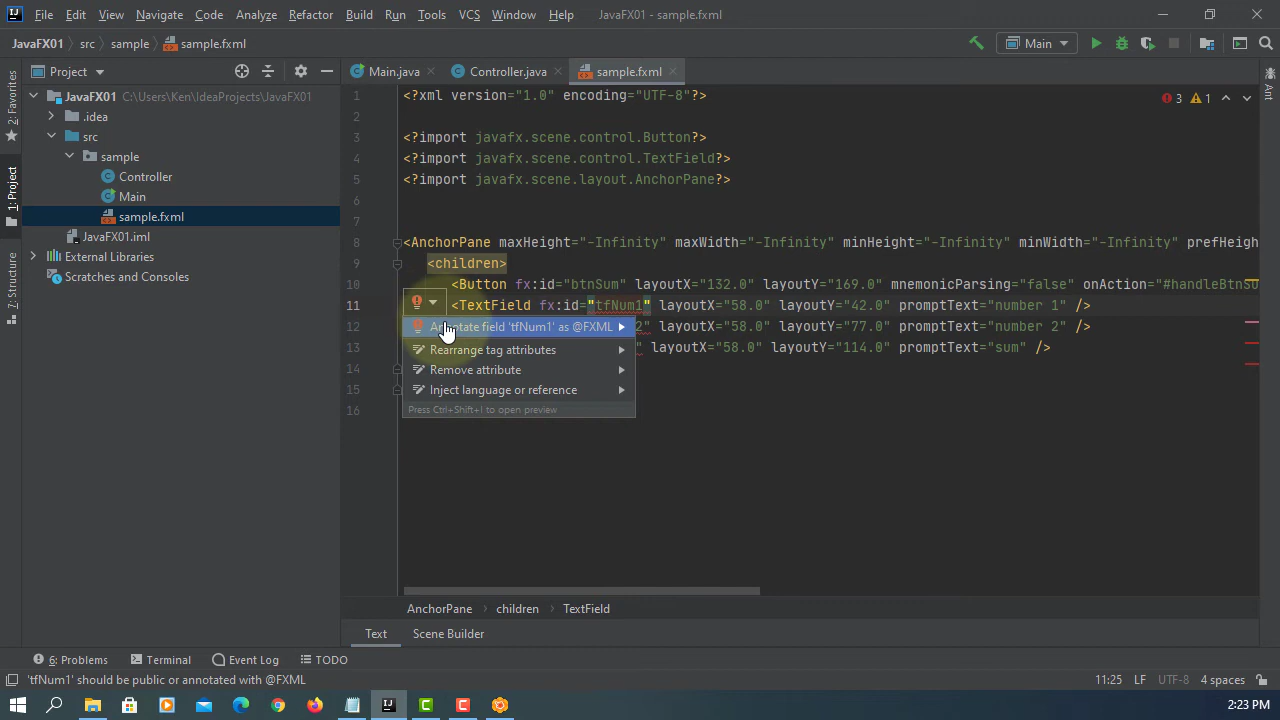 File Edit View Navigate Code Analyze Refactor Build Run Tools VCS Window Help JavaFX01 - sample.fxml
JavaFX01 src sample sample.fxml Main
Project Main.java Controller.java sample.fxml
2: Favorites
1: Project
7: Structure
Ant
JavaFX01 C:\Users\Ken\IdeaProjects\JavaFX01
.idea
src
sample
Controller
Main
sample.fxml
JavaFX01.iml
External Libraries
Scratches and Consoles
3 1
1 <?xml version="1.0" encoding="UTF-8"?>
2
3 <?import javafx.scene.control.Button?>
4 <?import javafx.scene.control.TextField?>
5 <?import javafx.scene.layout.AnchorPane?>
6
7
8 <AnchorPane maxHeight="-Infinity" maxWidth="-Infinity" minHeight="-Infinity" minWidth="-Infinity" prefHeigh
9 <children>
10 <Button fx:id="btnSum" layoutX="132.0" layoutY="169.0" mnemonicParsing="false" onAction="#handleBtnS
11 <TextField fx:id="tfNum1" layoutX="58.0" layoutY="42.0" promptText="number 1" />
12 2" layoutX="58.0" layoutY="77.0" promptText="number 2" />
13 " layoutX="58.0" layoutY="114.0" promptText="sum" />
14
15
16
Annotate field 'tfNum1' as @FXML
Rearrange tag attributes
Remove attribute
Inject language or reference
Press Ctrl+Shift+I to open preview
AnchorPane children TextField
Text Scene Builder
6: Problems Terminal Event Log TODO
'tfNum1' should be public or annotated with @FXML 11:25 LF UTF-8 4 spaces
2:23 PM